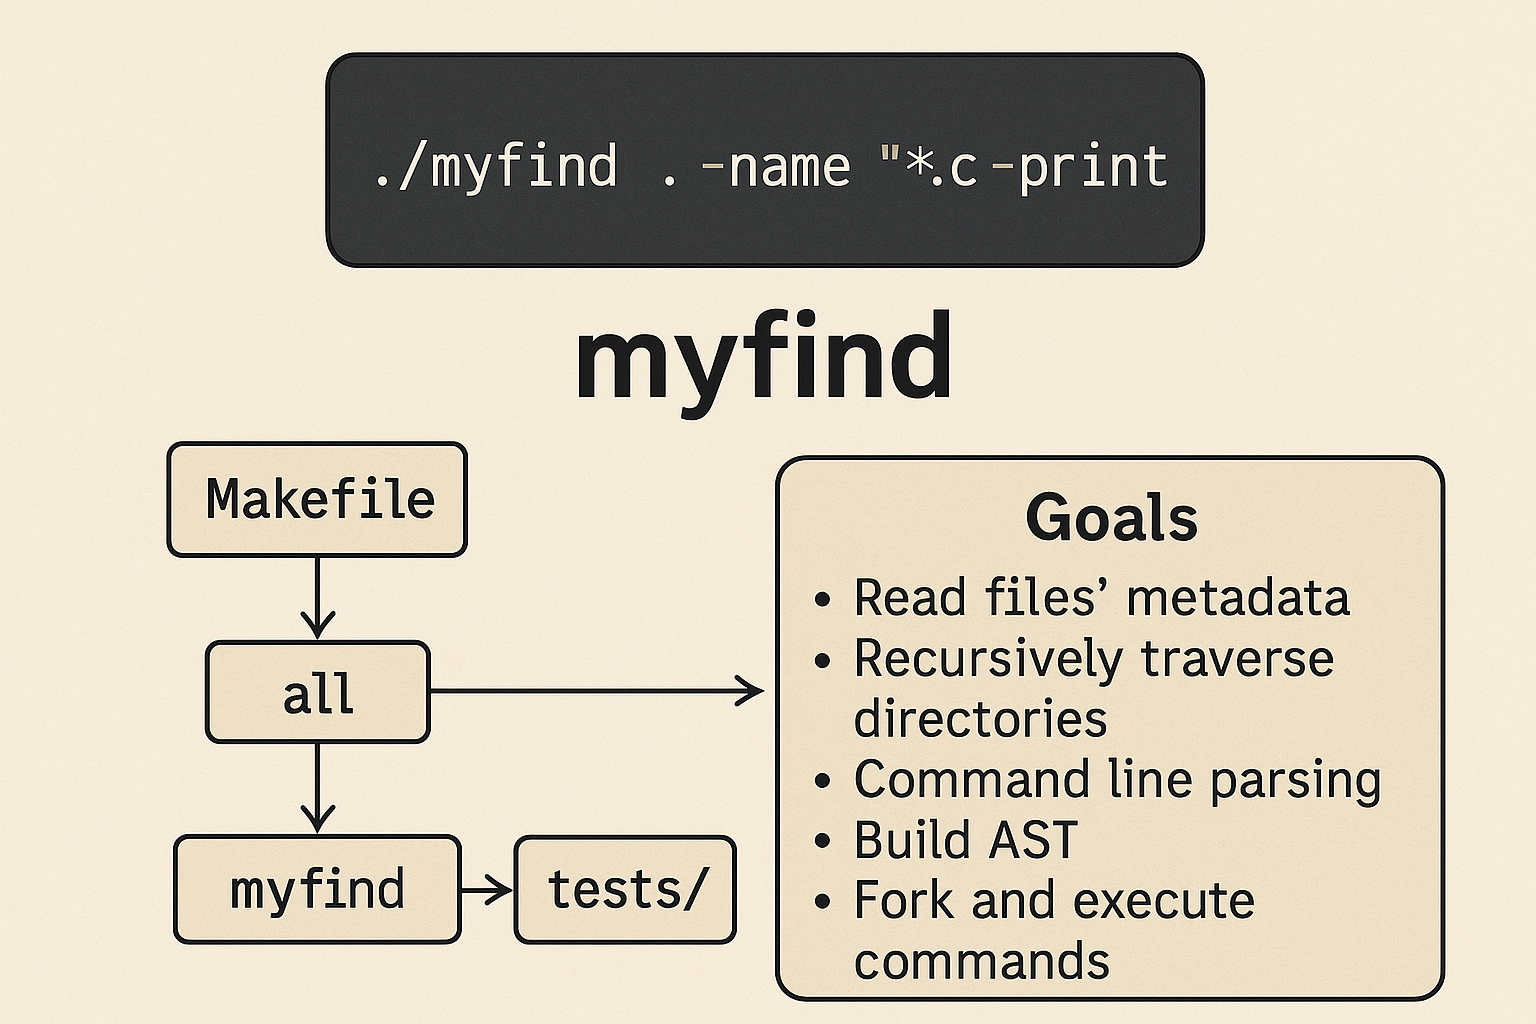 ./myfind . -name "*.c -print
myfind
Makefile
all
myfind
tests/
Goals
• Read files’ metadata
• Recursively traverse
directories
• Command line parsing
• Build AST
• Fork and execute
commands